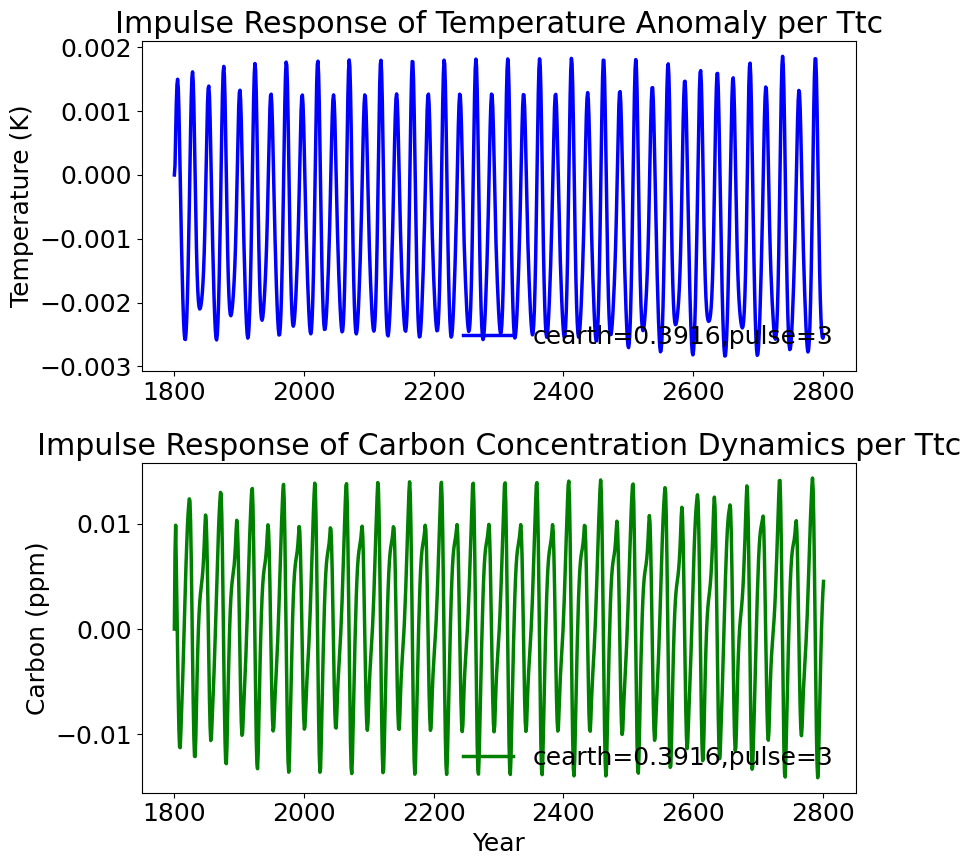 Impulse Response of Temperature Anomaly per Ttc
Temperature (K)
0.002
0.001
0.000
−0.001
−0.002
−0.003
cearth=0.3916,pulse=3
1800 2000 2200 2400 2600 2800
Impulse Response of Carbon Concentration Dynamics per Ttc
Carbon (ppm)
0.01
0.00
−0.01
cearth=0.3916,pulse=3
1800 2000 2200 2400 2600 2800
Year